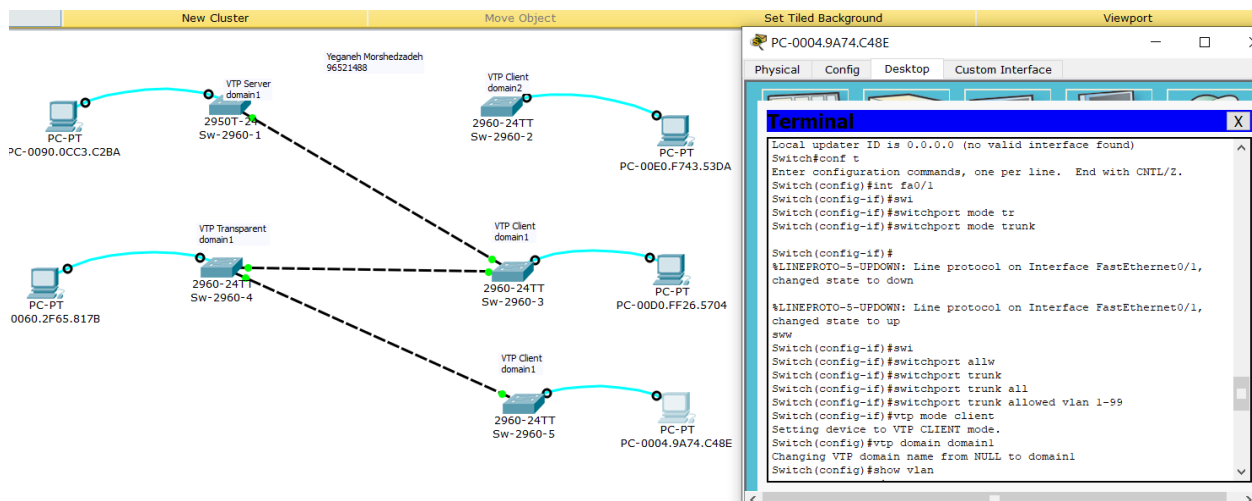 New Cluster
Move Object
Set Tiled Background
Viewport
Yeganeh Morshedzadeh
96521488
VTP Server
domain1
2950T-24
Sw-2960-1
PC-PT
PC-0090.0CC3.C2BA
VTP Client
domain2
2960-24TT
Sw-2960-2
PC-PT
PC-00E0.F743.53DA
VTP Transparent
domain1
2960-24TT
Sw-2960-4
PC-PT
0060.2F65.817B
VTP Client
domain1
2960-24TT
Sw-2960-3
PC-PT
PC-00D0.FF26.5704
VTP Client
domain1
2960-24TT
Sw-2960-5
PC-PT
PC-0004.9A74.C48E
PC-0004.9A74.C48E
Physical Config Desktop Custom Interface
Terminal
X
Local updater ID is 0.0.0.0 (no valid interface found)
Switch#conf t
Enter configuration commands, one per line. End with CNTL/Z.
Switch(config)#int fa0/1
Switch(config-if)#swi
Switch(config-if)#switchport mode tr
Switch(config-if)#switchport mode trunk
Switch(config-if)#
%LINEPROTO-5-UPDOWN: Line protocol on Interface FastEthernet0/1,
changed state to down
%LINEPROTO-5-UPDOWN: Line protocol on Interface FastEthernet0/1,
changed state to up
sww
Switch(config-if)#swi
Switch(config-if)#switchport allw
Switch(config-if)#switchport trunk
Switch(config-if)#switchport trunk all
Switch(config-if)#switchport trunk allowed vlan 1-99
Switch(config-if)#vtp mode client
Setting device to VTP CLIENT mode.
Switch(config)#vtp domain domain1
Changing VTP domain name from NULL to domain1
Switch(config)#show vlan